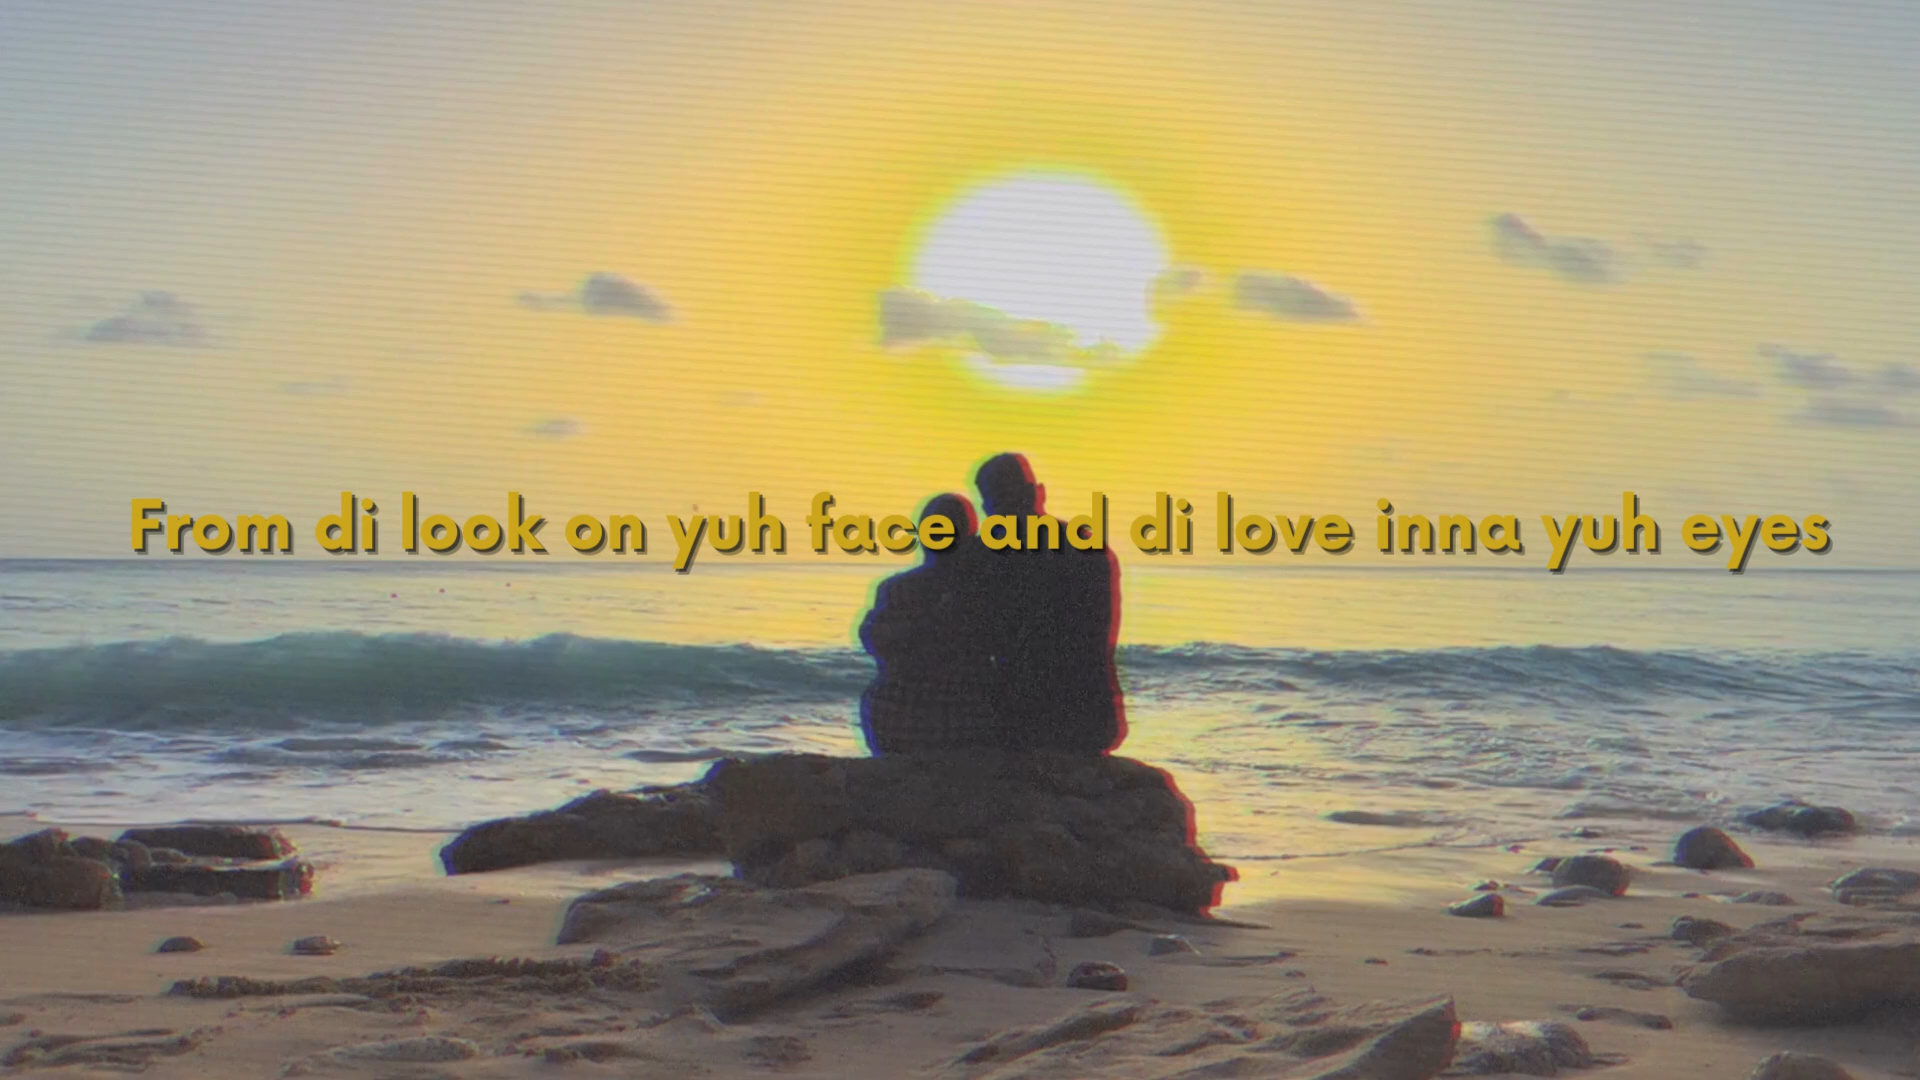 From di look on yuh face and di love inna yuh eyes